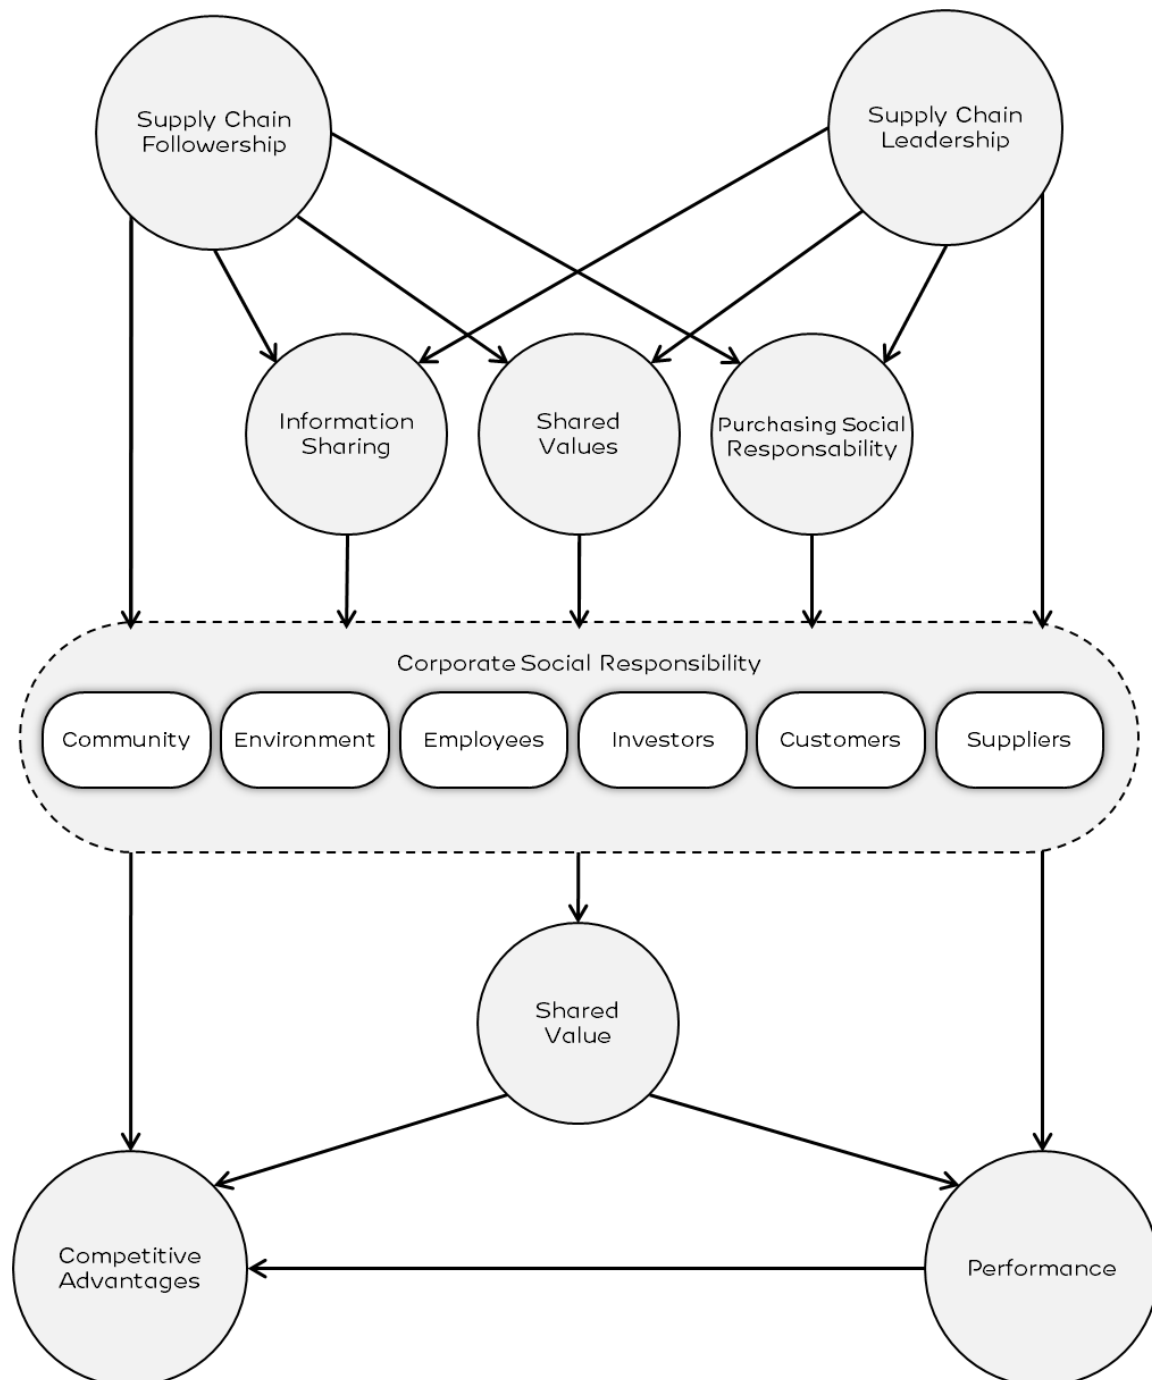 Supply Chain
Followership
Supply Chain
Leadership
Information
Sharing
Shared
Values
Purchasing Social
Responsability
Corporate Social Responsibility
Community
Environment
Employees
Investors
Customers
Suppliers
Shared
Value
Competitive
Advantages
Performance